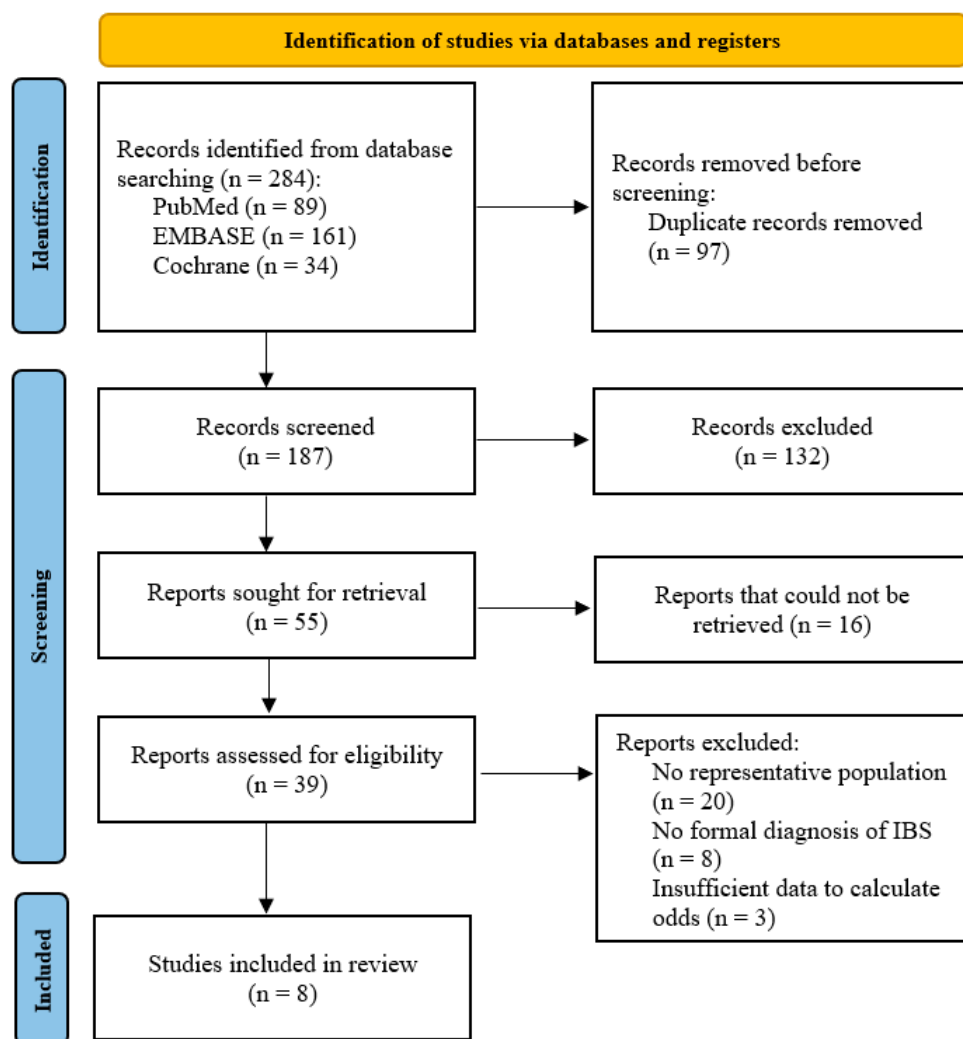 Identification of studies via databases and registers
Identification
Records identified from database
searching (n = 284):
PubMed (n = 89)
EMBASE (n = 161)
Cochrane (n = 34)
Records removed before
screening:
Duplicate records removed
(n = 97)
Screening
Records screened
(n = 187)
Records excluded
(n = 132)
Reports sought for retrieval
(n = 55)
Reports that could not be
retrieved (n = 16)
Reports assessed for eligibility
(n = 39)
Reports excluded:
No representative population
(n = 20)
No formal diagnosis of IBS
(n = 8)
Insufficient data to calculate
odds (n = 3)
Included
Studies included in review
(n = 8)